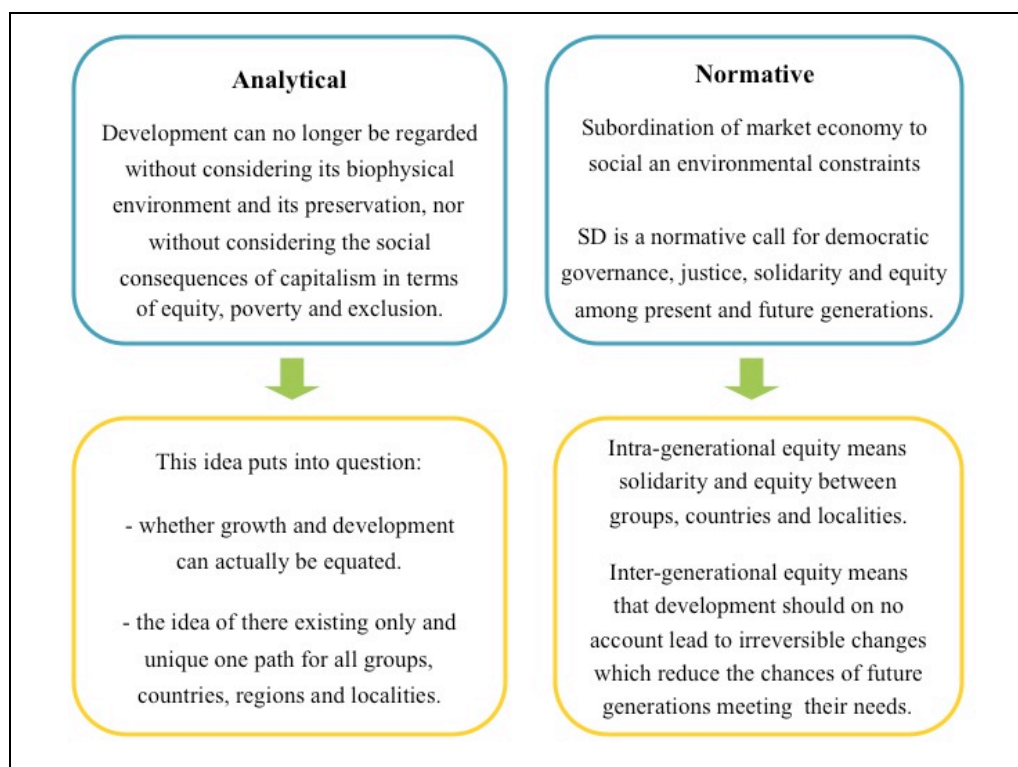 Analytical
Development can no longer be regarded
without considering its biophysical
environment and its preservation, nor
without considering the social
consequences of capitalism in terms
of equity, poverty and exclusion.
Normative
Subordination of market economy to
social an environmental constraints
SD is a normative call for democratic
governance, justice, solidarity and equity
among present and future generations.
This idea puts into question:
- whether growth and development
can actually be equated.
- the idea of there existing only and
unique one path for all groups,
countries, regions and localities.
Intra-generational equity means
solidarity and equity between
groups, countries and localities.
Inter-generational equity means
that development should on no
account lead to irreversible changes
which reduce the chances of future
generations meeting their needs.